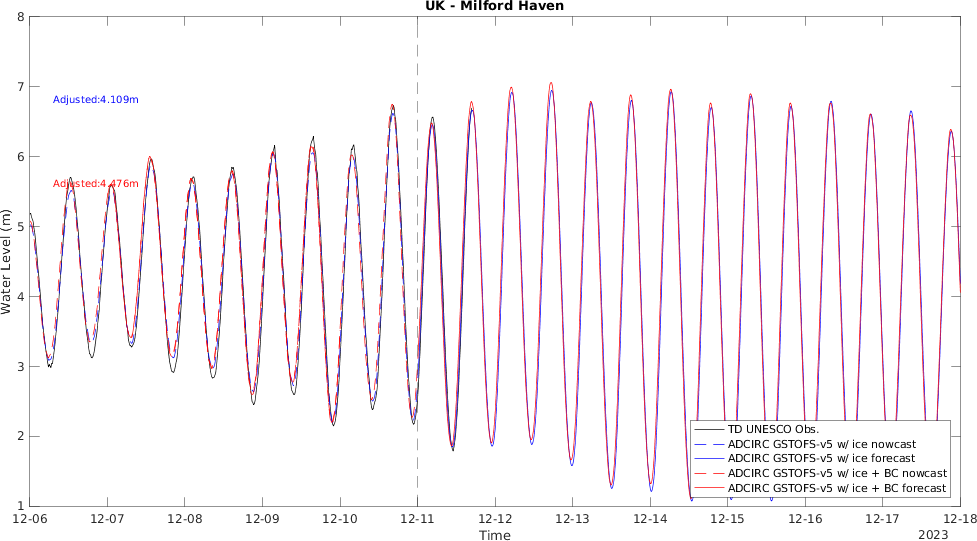 UK - Milford Haven
8
7
6
5
4
3
2
1
Water Level (m)
Adjusted:4.109m
Adjusted:4.476m
TD UNESCO Obs.
ADCIRC GSTOFS-v5 w/ ice nowcast
ADCIRC GSTOFS-v5 w/ ice forecast
ADCIRC GSTOFS-v5 w/ ice + BC nowcast
ADCIRC GSTOFS-v5 w/ ice + BC forecast
12-06 12-07 12-08 12-09 12-10 12-11 12-12 12-13 12-14 12-15 12-16 12-17 12-18
Time
2023